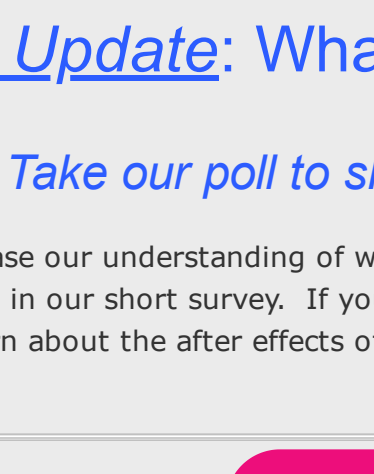 Update: Wha
Take our poll to s
se our understanding of w
in our short survey. If yo
n about the after effects o